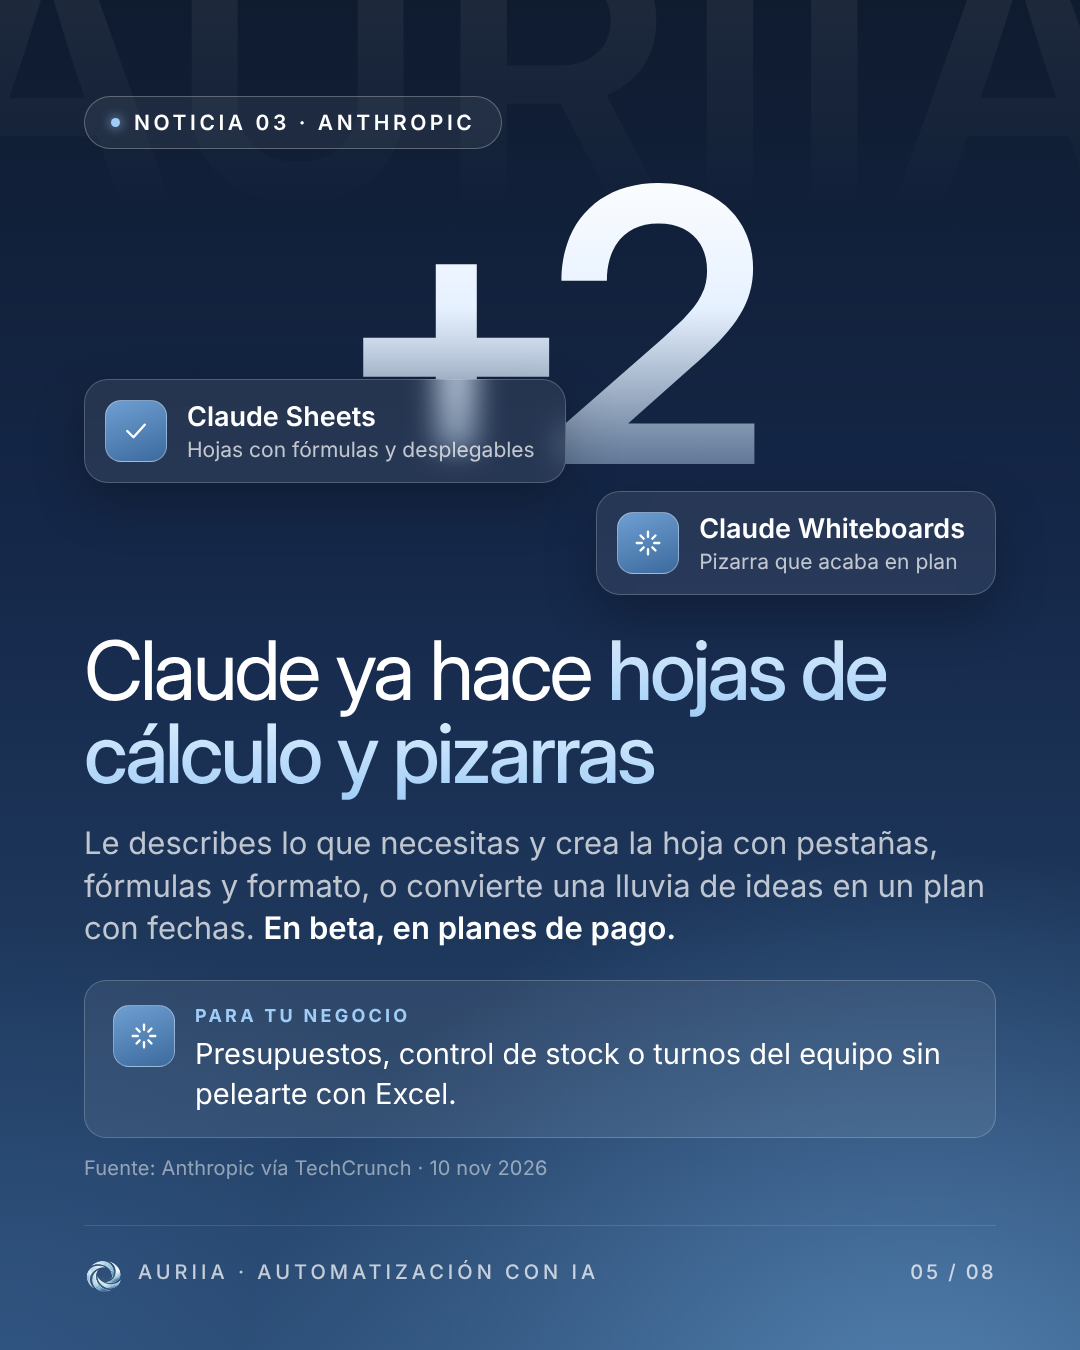 AURIIA
NOTICIA 03 · ANTHROPIC
+2
Claude Sheets
Hojas con fórmulas y desplegables
Claude Whiteboards
Pizarra que acaba en plan
Claude ya hace hojas de
cálculo y pizarras
Le describes lo que necesitas y crea la hoja con pestañas,
fórmulas y formato, o convierte una lluvia de ideas en un plan
con fechas. En beta, en planes de pago.
PARA TU NEGOCIO
Presupuestos, control de stock o turnos del equipo sin
pelearte con Excel.
Fuente: Anthropic vía TechCrunch · 10 nov 2026
AURIIA · AUTOMATIZACIÓN CON IA
05 / 08